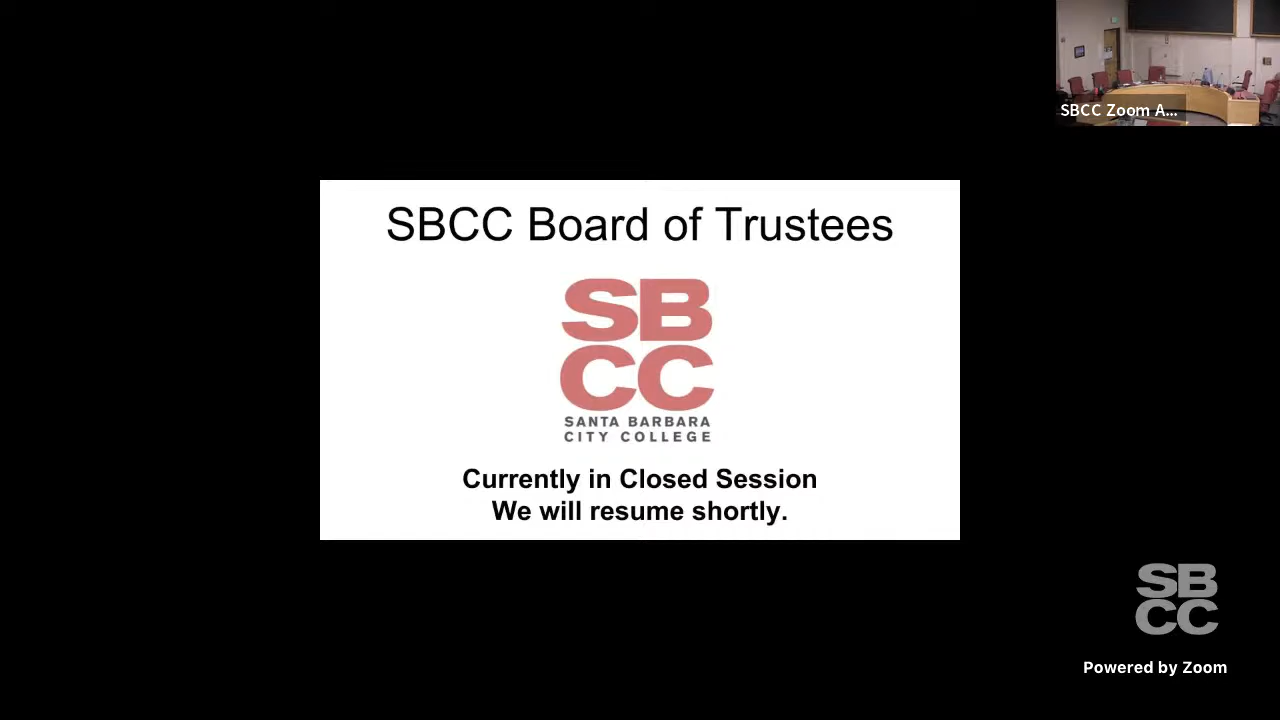 SBCC Zoom A...
SBCC Board of Trustees
SB
CC
SANTA BARBARA
CITY COLLEGE
Currently in Closed Session
We will resume shortly.
SB
CC
Powered by Zoom